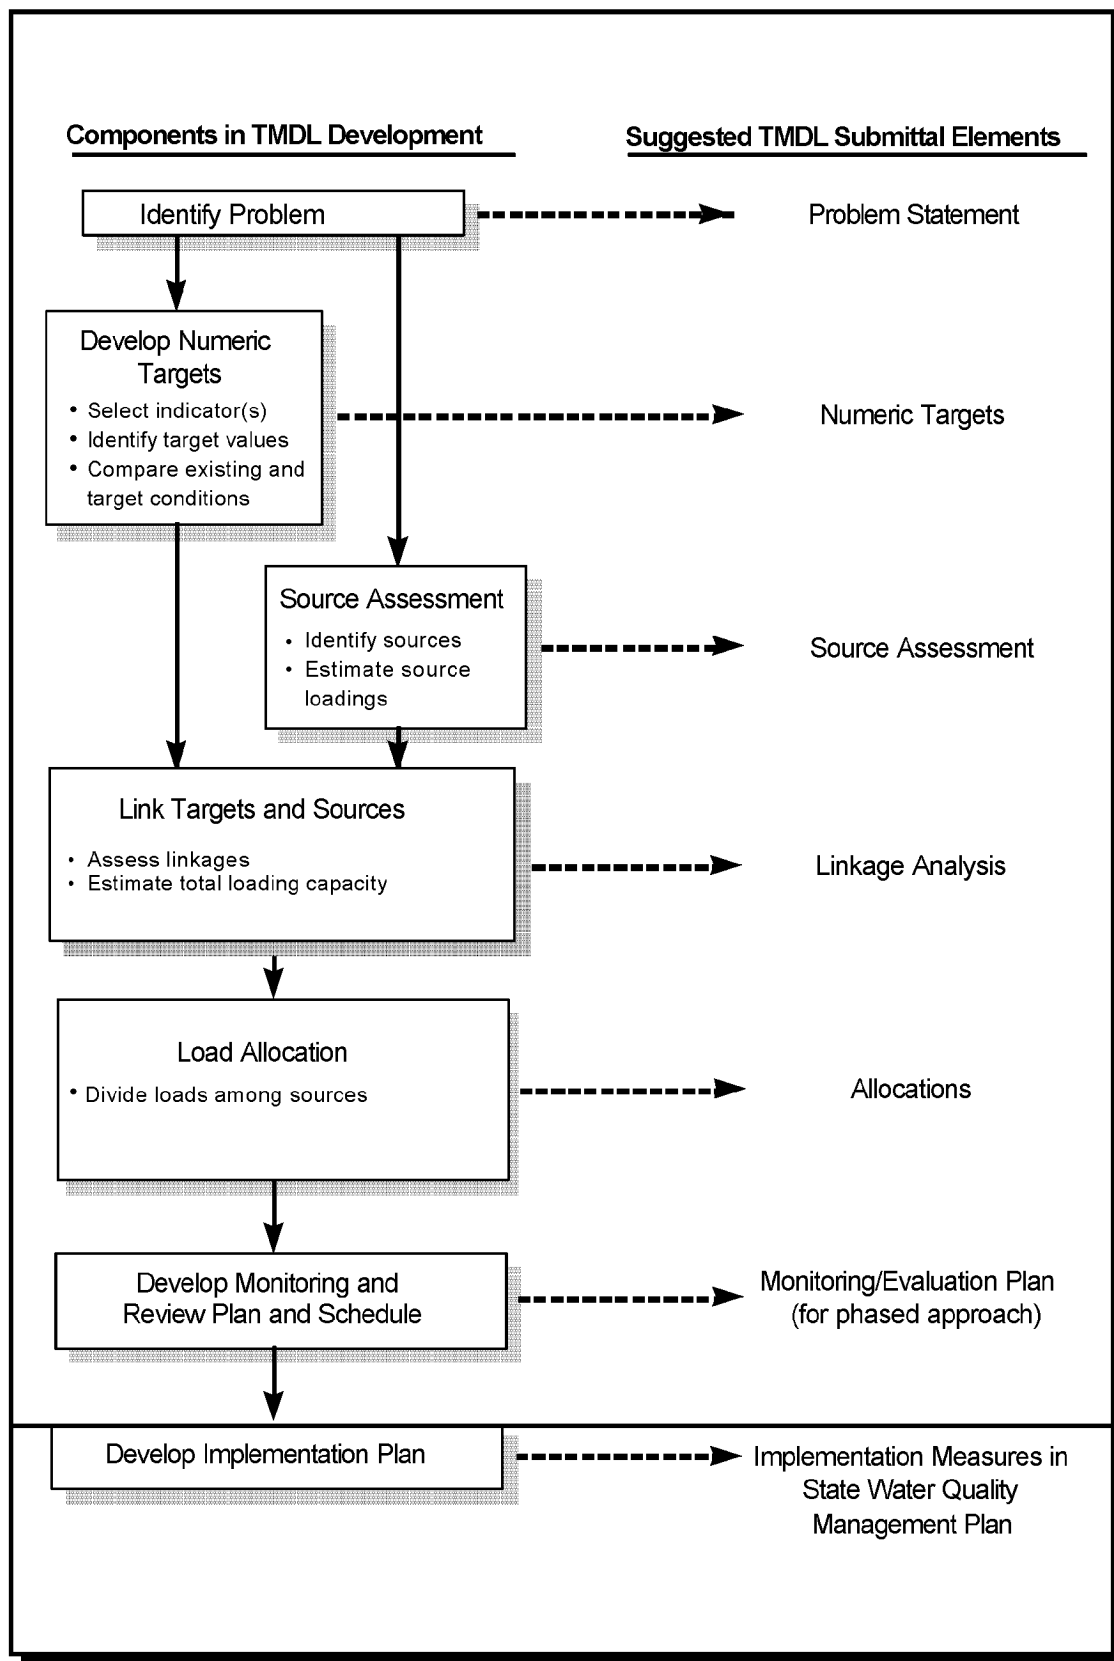 Components in TMDL Development
Suggested TMDL Submittal Elements
Identify Problem
Problem Statement
Develop Numeric
Targets
• Select indicator(s)
• Identify target values
• Compare existing and
target conditions
Numeric Targets
Source Assessment
• Identify sources
• Estimate source
loadings
Source Assessment
Link Targets and Sources
• Assess linkages
• Estimate total loading capacity
Linkage Analysis
Load Allocation
• Divide loads among sources
Allocations
Develop Monitoring and
Review Plan and Schedule
Monitoring/Evaluation Plan
(for phased approach)
Develop Implementation Plan
Implementation Measures in
State Water Quality
Management Plan